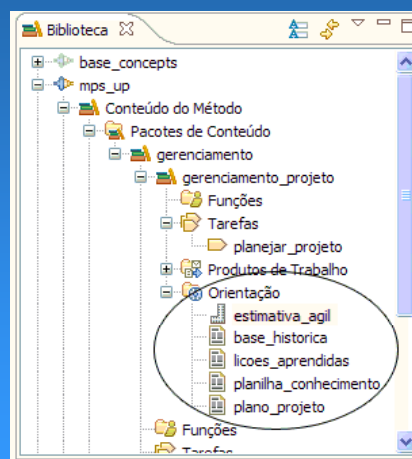 Biblioteca
base_concepts
mps_up
Conteúdo do Método
Pacotes de Conteúdo
gerenciamento
gerenciamento_projeto
Funções
Tarefas
planejar_projeto
Produtos de Trabalho
Orientação
estimativa_agil
base_historica
licoes_aprendidas
planilha_conhecimento
plano_projeto
Funções
Tarefas